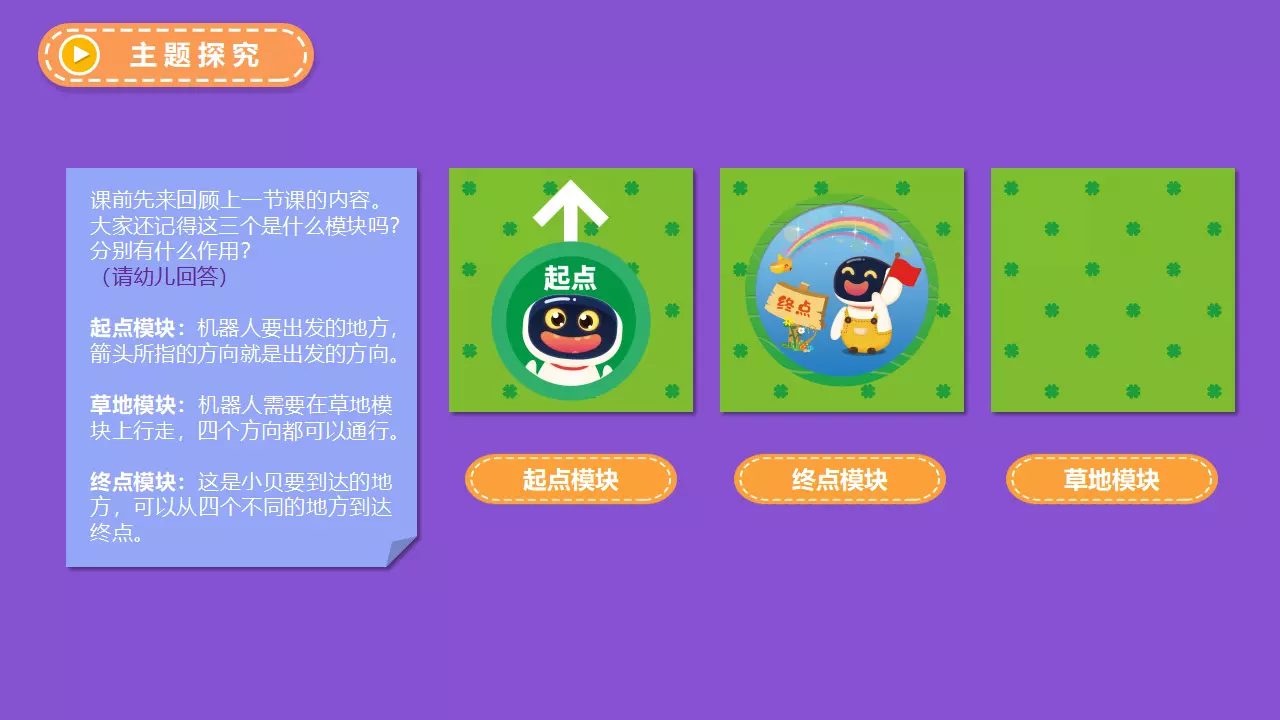 主题探究
课前先来回顾上一节课的内容。
大家还记得这三个是什么模块吗?
分别有什么作用?
（请幼儿回答）
起点模块：机器人要出发的地方，
箭头所指的方向就是出发的方向。
草地模块：机器人需要在草地模
块上行走，四个方向都可以通行。
终点模块：这是小贝要到达的地
方，可以从四个不同的地方到达
终点。
起点
终点
起点模块
终点模块
草地模块